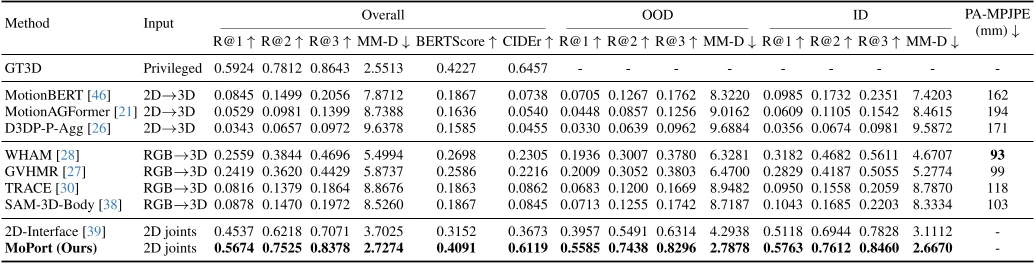 Method Input Overall OOD ID PA-MPJPE (mm) ↓
R@1 ↑ R@2 ↑ R@3 ↑ MM-D ↓ BERTScore ↑ CIDEr ↑ R@1 ↑ R@2 ↑ R@3 ↑ MM-D ↓ R@1 ↑ R@2 ↑ R@3 ↑ MM-D ↓
GT3D Privileged 0.5924 0.7812 0.8643 2.5513 0.4227 0.6457 - - - - - - - - -
MotionBERT [46] 2D→3D 0.0845 0.1499 0.2056 7.8712 0.1867 0.0738 0.0705 0.1267 0.1762 8.3220 0.0985 0.1732 0.2351 7.4203 162
MotionAGFormer [21] 2D→3D 0.0529 0.0981 0.1399 8.7388 0.1636 0.0540 0.0448 0.0857 0.1256 9.0162 0.0609 0.1105 0.1542 8.4615 194
D3DP-P-Agg [26] 2D→3D 0.0343 0.0657 0.0972 9.6378 0.1585 0.0455 0.0330 0.0639 0.0962 9.6884 0.0356 0.0674 0.0981 9.5872 171
WHAM [28] RGB→3D 0.2559 0.3844 0.4696 5.4994 0.2698 0.2305 0.1936 0.3007 0.3780 6.3281 0.3182 0.4682 0.5611 4.6707 93
GVHMR [27] RGB→3D 0.2419 0.3620 0.4429 5.8737 0.2586 0.2216 0.2009 0.3052 0.3803 6.4700 0.2829 0.4187 0.5055 5.2774 99
TRACE [30] RGB→3D 0.0816 0.1379 0.1864 8.8676 0.1863 0.0862 0.0683 0.1200 0.1669 8.9482 0.0950 0.1558 0.2059 8.7870 118
SAM-3D-Body [38] RGB→3D 0.0878 0.1470 0.1972 8.5260 0.1867 0.0845 0.0713 0.1255 0.1742 8.7187 0.1043 0.1685 0.2203 8.3334 103
2D-Interface [39] 2D joints 0.4537 0.6218 0.7071 3.7025 0.3152 0.3673 0.3957 0.5491 0.6314 4.2938 0.5118 0.6944 0.7828 3.1112 -
MoPort (Ours) 2D joints 0.5674 0.7525 0.8378 2.7274 0.4091 0.6119 0.5585 0.7438 0.8296 2.7878 0.5763 0.7612 0.8460 2.6670 -